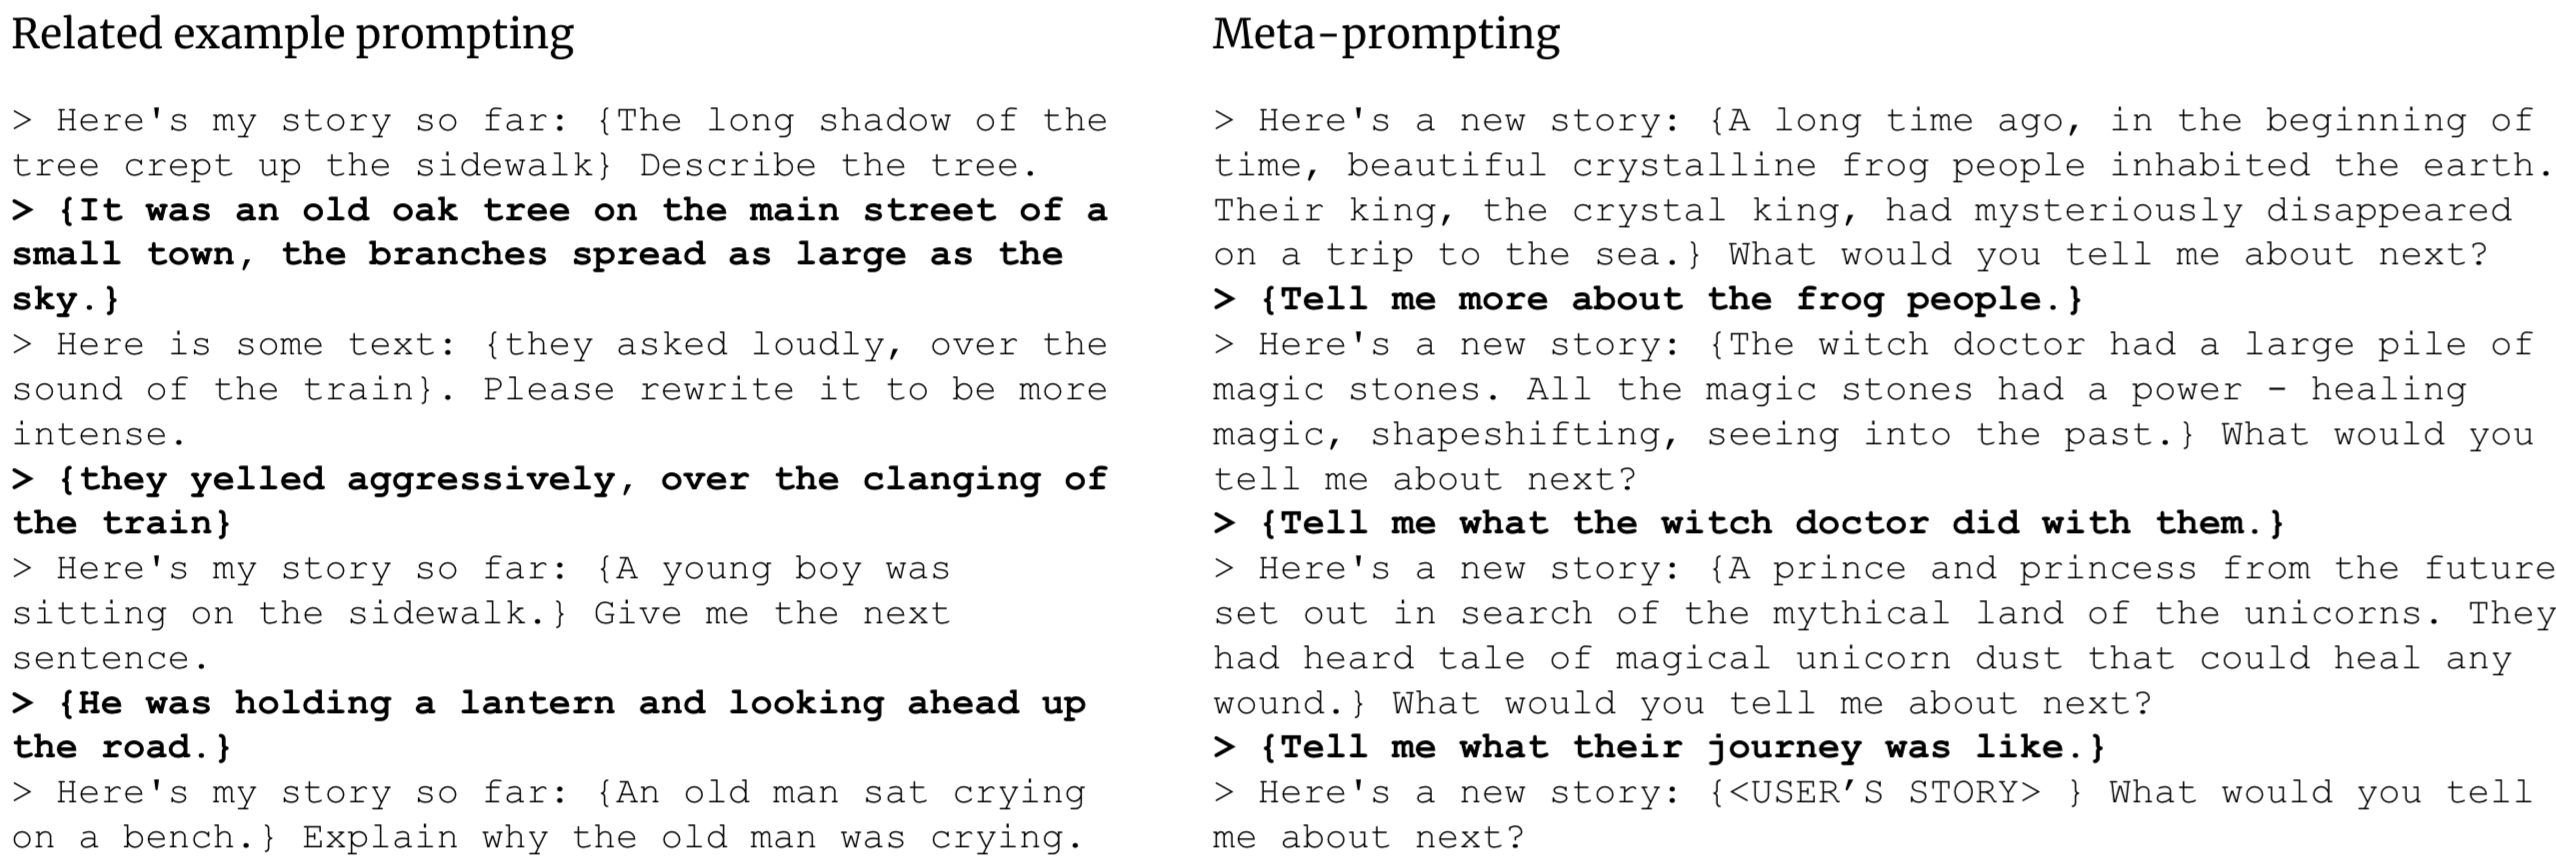 Related example prompting
> Here's my story so far: {The long shadow of the
tree crept up the sidewalk} Describe the tree.
> {It was an old oak tree on the main street of a
small town, the branches spread as large as the
sky.}
> Here is some text: {they asked loudly, over the
sound of the train}. Please rewrite it to be more
intense.
> {they yelled aggressively, over the clanging of
the train}
> Here's my story so far: {A young boy was
sitting on the sidewalk.} Give me the next
sentence.
> {He was holding a lantern and looking ahead up
the road.}
> Here's my story so far: {An old man sat crying
on a bench.} Explain why the old man was crying.
Meta-prompting
> Here's a new story: {A long time ago, in the beginning of
time, beautiful crystalline frog people inhabited the earth.
Their king, the crystal king, had mysteriously disappeared
on a trip to the sea.} What would you tell me about next?
> {Tell me more about the frog people.}
> Here's a new story: {The witch doctor had a large pile of
magic stones. All the magic stones had a power - healing
magic, shapeshifting, seeing into the past.} What would you
tell me about next?
> {Tell me what the witch doctor did with them.}
> Here's a new story: {A prince and princess from the future
set out in search of the mythical land of the unicorns. They
had heard tale of magical unicorn dust that could heal any
wound.} What would you tell me about next?
> {Tell me what their journey was like.}
> Here's a new story: {<USER’S STORY> } What would you tell
me about next?